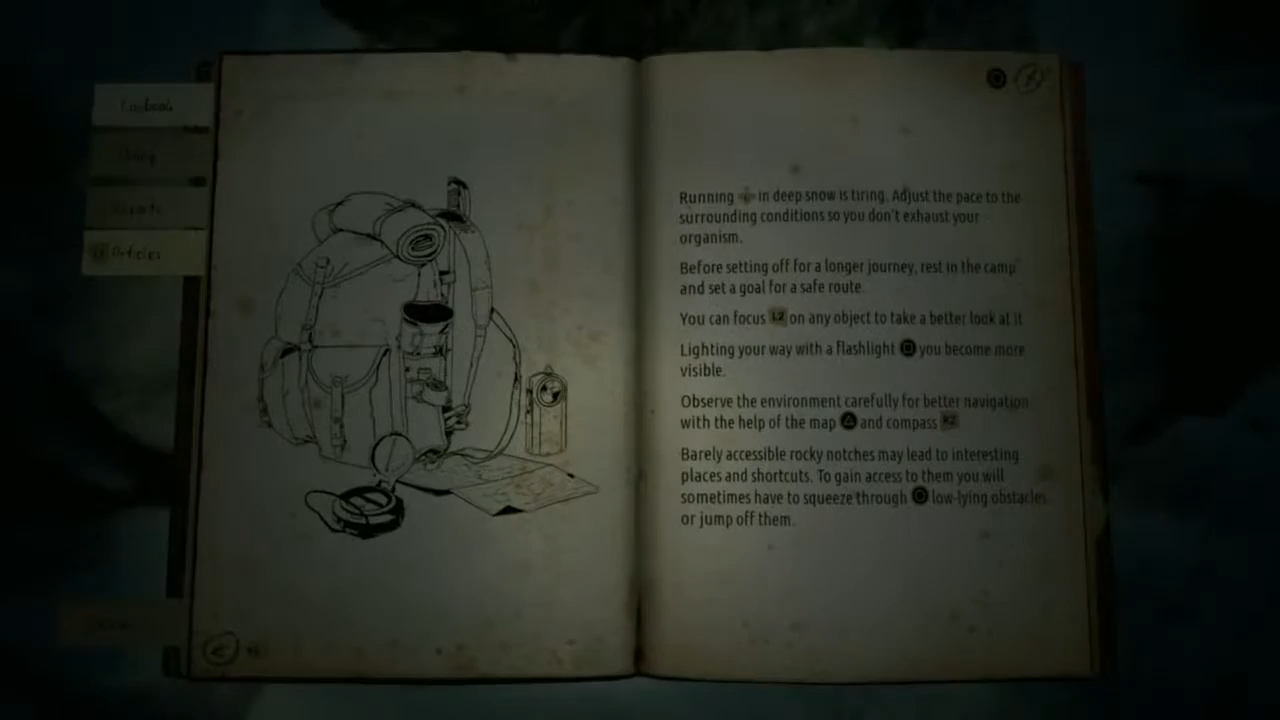 Running in deep snow is tiring. Adjust the pace to the
surrounding conditions so you don't exhaust your
organism.
Before setting off for a longer journey, rest in the camp
and set a goal for a safe route.
You can focus L2 on any object to take a better look at it
Lighting your way with a flashlight you become more
visible.
Observe the environment carefully for better navigation
with the help of the map and compass R2
Barely accessible rocky notches may lead to interesting
places and shortcuts. To gain access to them you will
sometimes have to squeeze through low-lying obstacles
or jump off them.